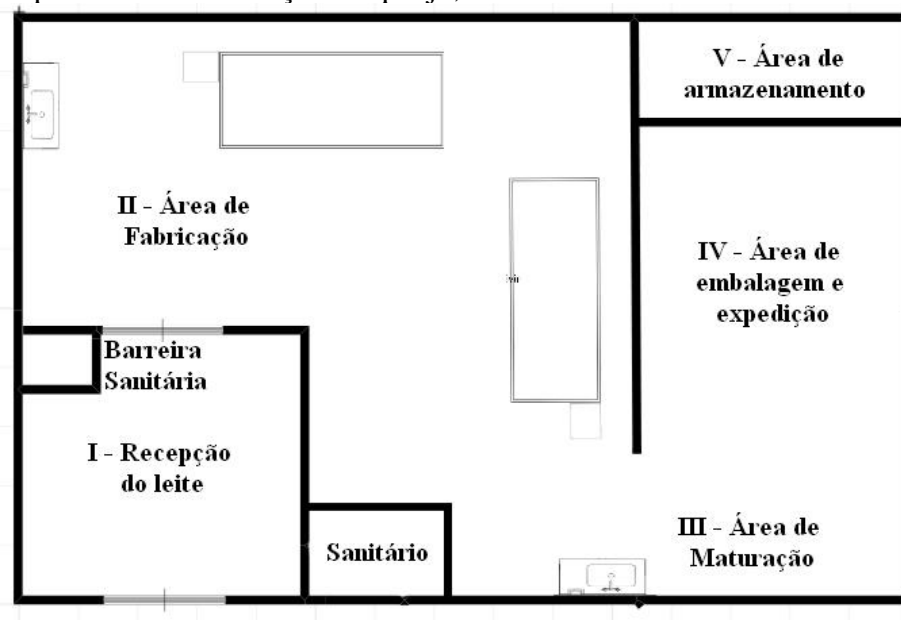 V - Área de
armazenamento
II - Área de
Fabricação
IV - Área de
embalagem e
expedição
Barreira
Sanitária
I - Recepção
do leite
Sanitário
III - Área de
Maturação